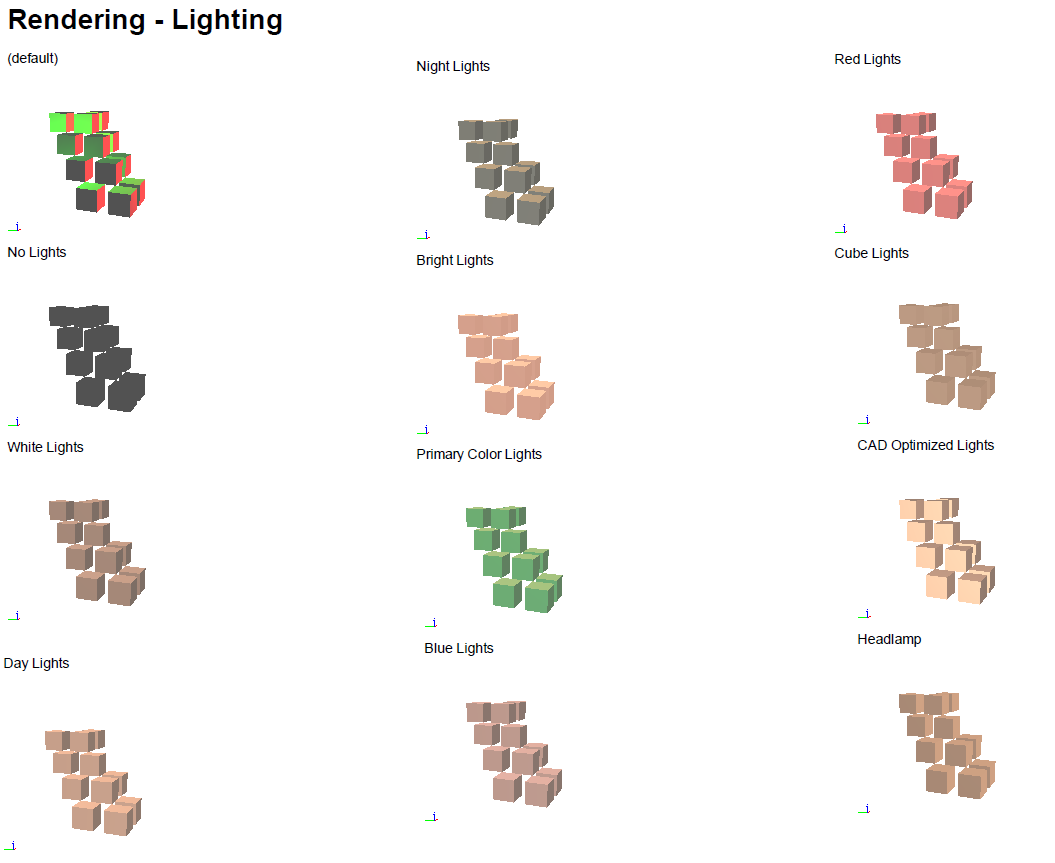 Rendering - Lighting
(default)
Night Lights
Red Lights
No Lights
Bright Lights
Cube Lights
White Lights
Primary Color Lights
CAD Optimized Lights
Day Lights
Blue Lights
Headlamp